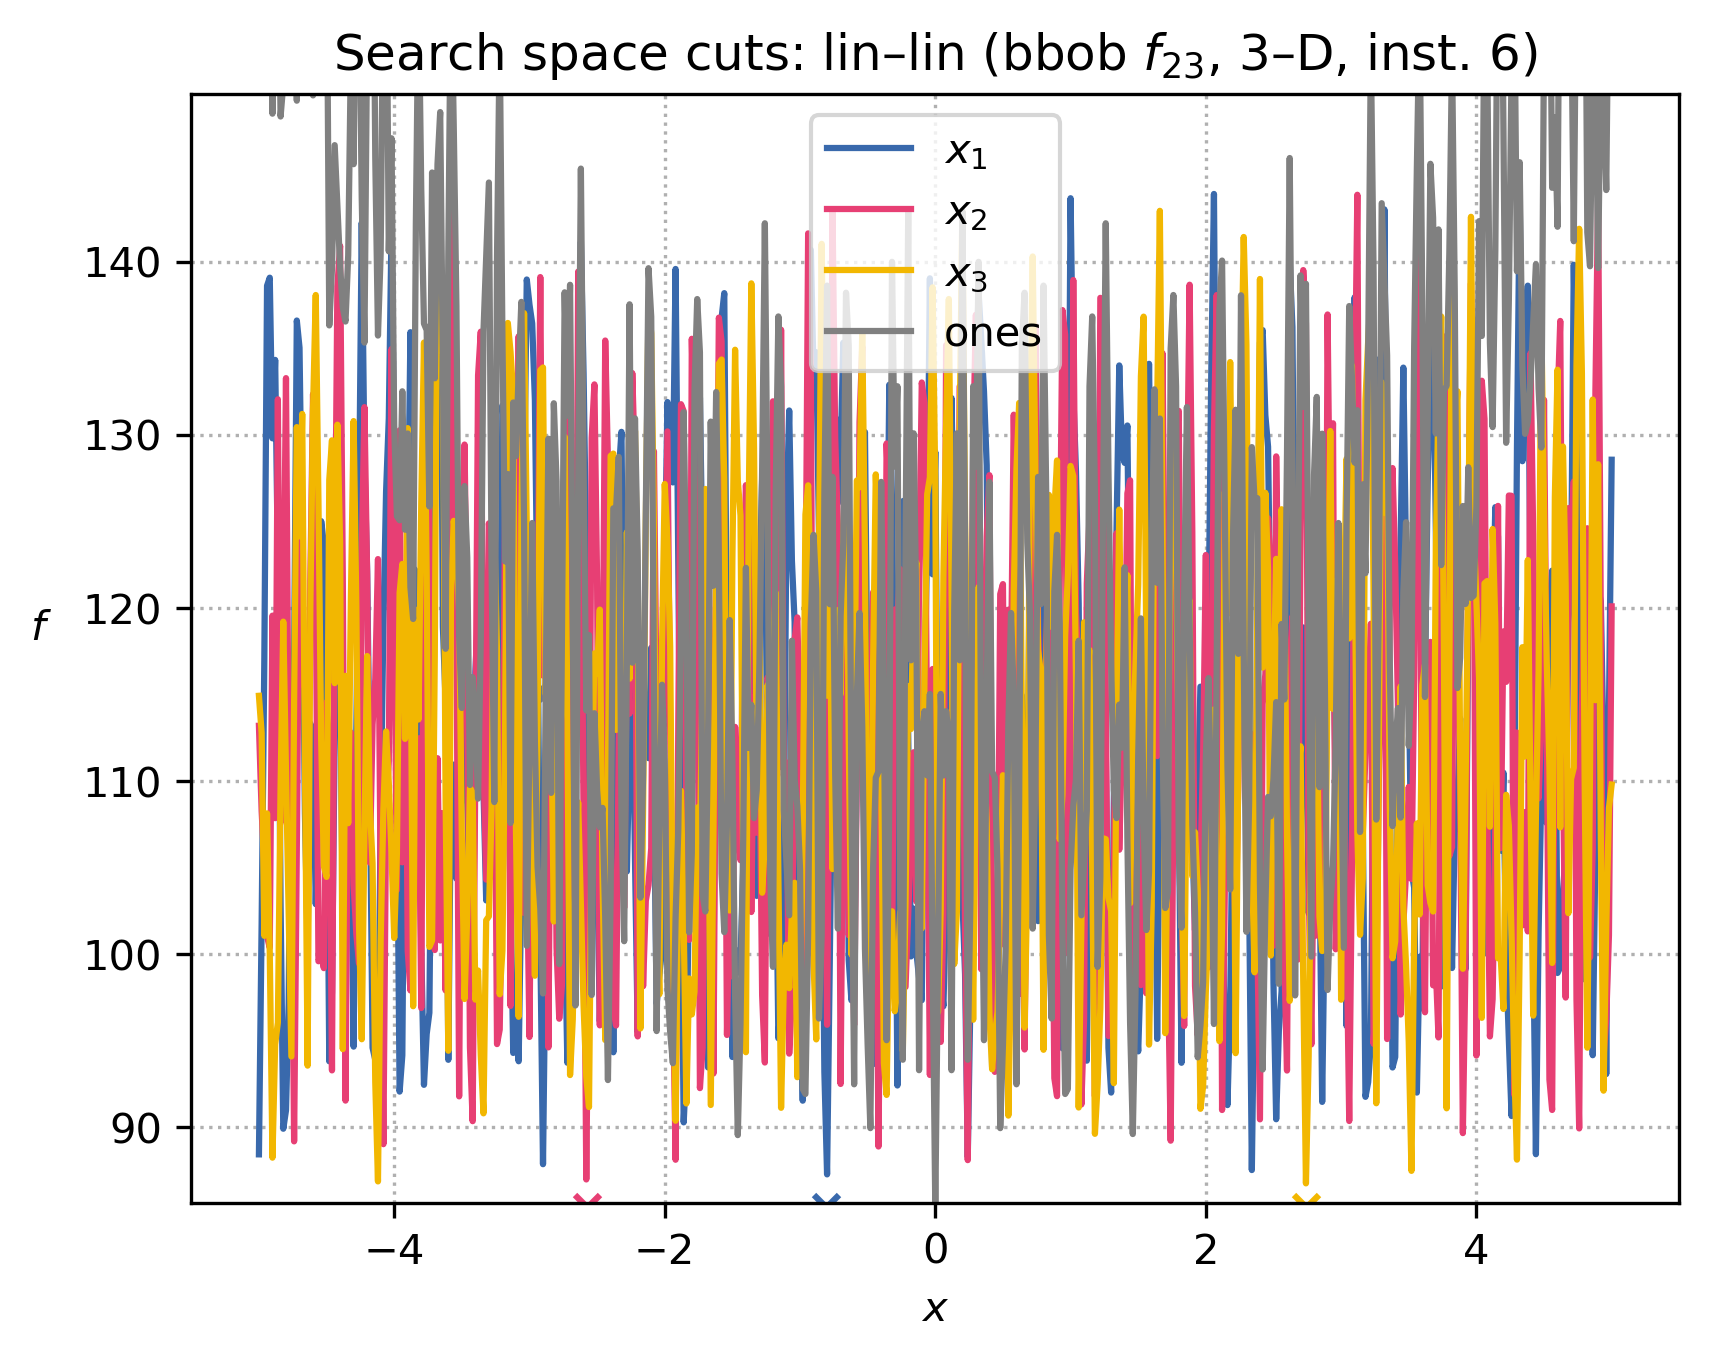 Search space cuts: lin–lin (bbob f₂₃, 3–D, inst. 6)
x₁
x₂
x₃
ones
140
130
120
110
100
90
f
−4 −2 0 2 4
x